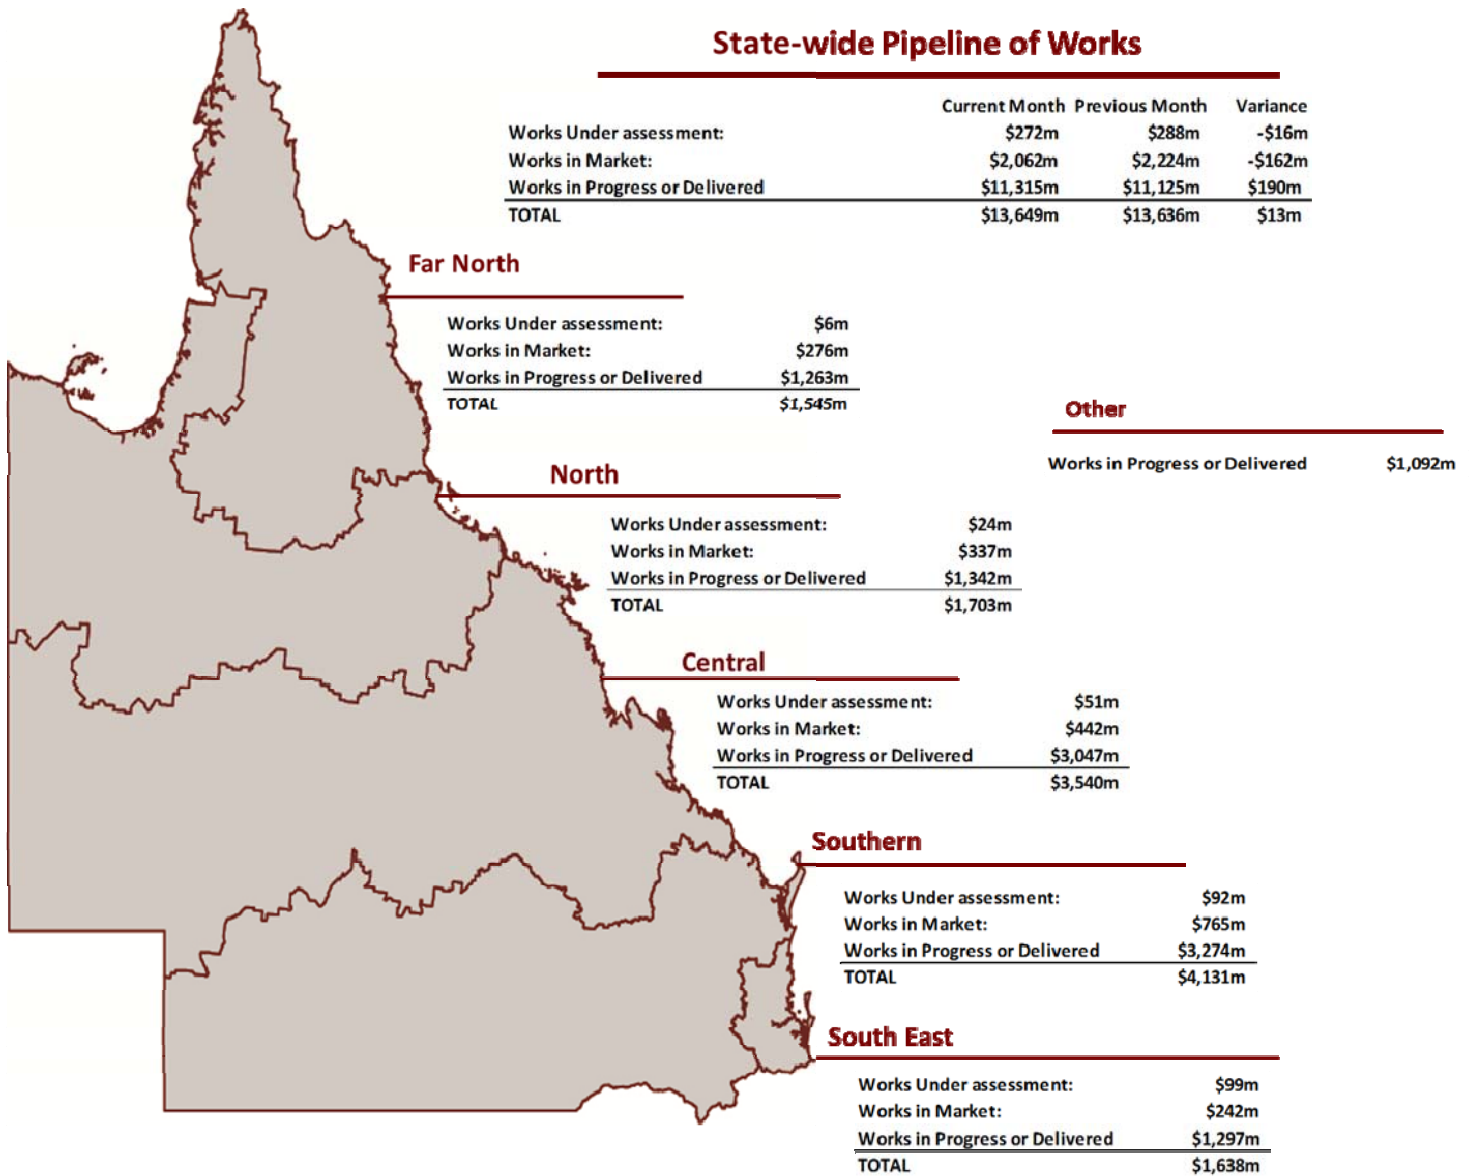 State-wide Pipeline of Works
Current Month Previous Month Variance
Works Under assessment: $272m $288m -$16m
Works in Market: $2,062m $2,224m -$162m
Works in Progress or Delivered $11,315m $11,125m $190m
TOTAL $13,649m $13,636m $13m
Far North
Works Under assessment: $6m
Works in Market: $276m
Works in Progress or Delivered $1,263m
TOTAL $1,545m
Other
Works in Progress or Delivered $1,092m
North
Works Under assessment: $24m
Works in Market: $337m
Works in Progress or Delivered $1,342m
TOTAL $1,703m
Central
Works Under assessment: $51m
Works in Market: $442m
Works in Progress or Delivered $3,047m
TOTAL $3,540m
Southern
Works Under assessment: $92m
Works in Market: $765m
Works in Progress or Delivered $3,274m
TOTAL $4,131m
South East
Works Under assessment: $99m
Works in Market: $242m
Works in Progress or Delivered $1,297m
TOTAL $1,638m